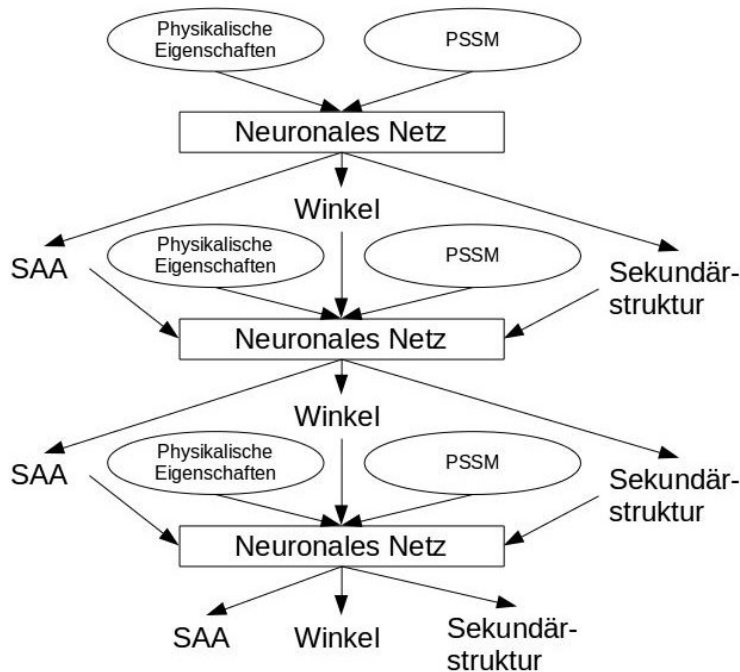 Physikalische
Eigenschaften
PSSM
Neuronales Netz
Winkel
SAA
Physikalische
Eigenschaften
PSSM
Sekundär-
struktur
Neuronales Netz
Winkel
SAA
Physikalische
Eigenschaften
PSSM
Sekundär-
struktur
Neuronales Netz
SAA
Winkel
Sekundär-
struktur